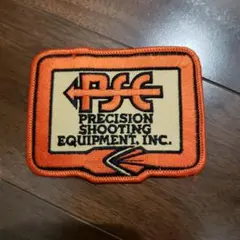 PSE
PRECISION
SHOOTING
EQUIPMENT, INC.